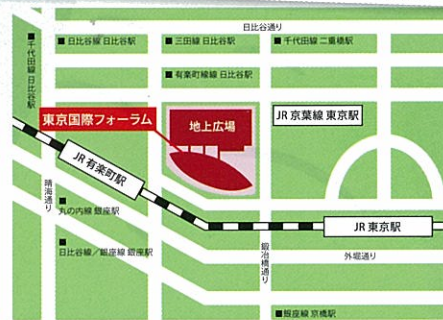 日比谷通り
■千代田線 日比谷駅
■日比谷線 日比谷駅
■三田線 日比谷駅
■千代田線 二重橋駅
■有楽町線線 日比谷駅
東京国際フォーラム
地上広場
JR 京葉線 東京駅
JR 有楽町駅
晴海通り
■丸の内線 銀座駅
■日比谷線／銀座線 銀座駅
鍛冶橋通り
JR 東京駅
外堀通り
■銀座線 京橋駅